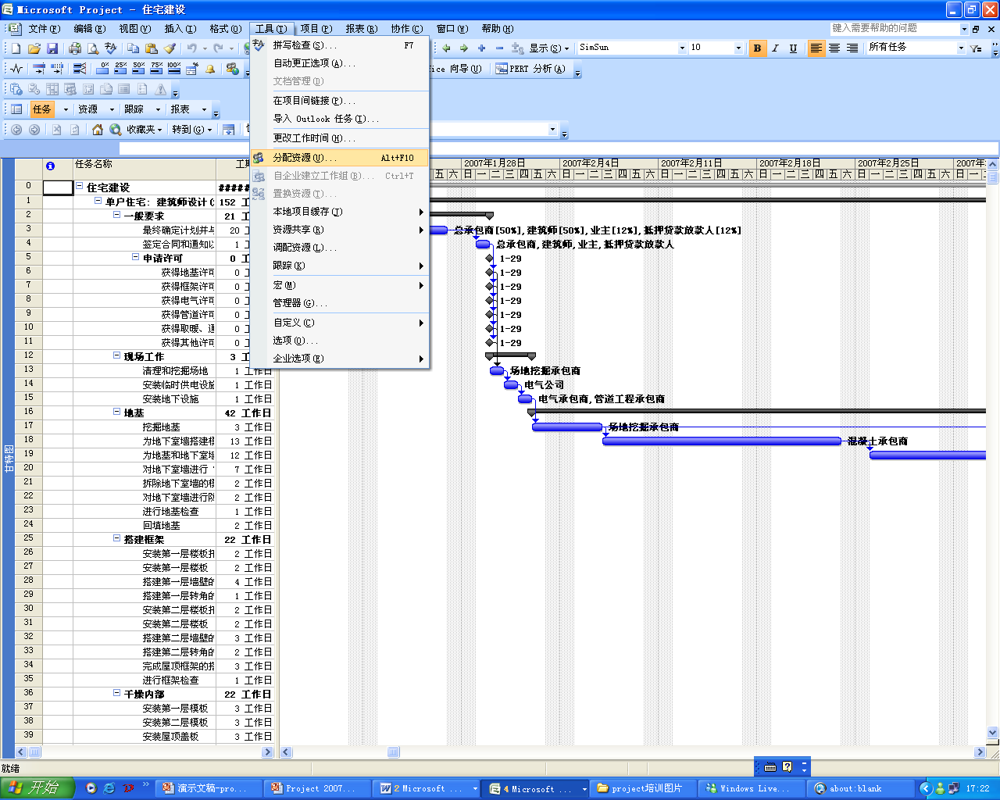 Microsoft Project - 住宅建设
文件(F) 编辑(E) 视图(V) 插入(I) 格式(O) 工具(T) 项目(P) 报表(R) 协作(C) 窗口(W) 帮助(H) 键入需要帮助的问题
显示(S) SimSun 10 B I U 所有任务
0% 25% 50% 75% 100% 向导(U) PERT 分析(A)
任务 资源 跟踪 报表
收藏夹 转到(G)
拼写检查(S)... F7
自动更正选项(A)...
文档管理(D)
在项目间链接(P)...
导入 Outlook 任务(I)...
更改工作时间(H)...
分配资源(U)... Alt+F10
自企业建立工作组(B)... Ctrl+T
置换资源(T)...
本地项目缓存(J)
资源共享(R)
调配资源(L)...
跟踪(K)
宏(M)
管理器(G)...
自定义(C)
选项(O)...
企业选项(E)
任务名称
2007年1月28日 2007年2月4日 2007年2月11日 2007年2月18日 2007年2月25日
五 六 日 一 二 三 四 五 六 日 一 二 三 四 五 六 日 一 二 三 四 五 六 日 一 二 三 四 五 六 日 一 二 三 四 五 六 日 一
0 住宅建设 #####
1 单户住宅: 建筑师设计 152
2 一般要求 21
3 最终确定计划并 20 总承包商[50%],建筑师[50%],业主[12%],抵押贷款放款人[12%]
4 签定合同和通知 1 总承包商,建筑师,业主,抵押贷款放款人
5 申请许可 0 1-29
6 获得地基许可 0 1-29
7 获得框架许可 0 1-29
8 获得电气许可 0 1-29
9 获得管道许可 0 1-29
10 获得取暖、 0 1-29
11 获得其他许可 0 1-29
12 现场工作 3
13 清理和挖掘场地 1 工作日 场地挖掘承包商
14 安装临时供电设施 1 工作日 电气公司
15 安装地下设施 1 工作日 电气承包商,管道工程承包商
16 地基 42 工作日
17 挖掘地基 3 工作日 场地挖掘承包商
18 为地下室墙搭建 13 工作日 混凝土承包商
19 为地基和地下室墙 12 工作日
20 对地下室墙进行 7 工作日
21 拆除地下室墙的 2 工作日
22 对地下室墙进行 2 工作日
23 进行地基检查 1 工作日
24 回填地基 2 工作日
25 搭建框架 22 工作日
26 安装第一层楼板 2 工作日
27 安装第一层楼板 2 工作日
28 搭建第一层墙壁的 4 工作日
29 搭建第一层转角的 1 工作日
30 安装第二层楼板 2 工作日
31 安装第二层楼板 2 工作日
32 搭建第二层墙壁的 3 工作日
33 搭建第二层转角的 2 工作日
34 完成屋顶框架的 3 工作日
35 进行框架检查 1 工作日
36 干燥内部 22 工作日
37 安装第一层模板 3 工作日
38 安装第二层模板 3 工作日
39 安装屋顶盖板 3 工作日
甘特图
就绪
开始 演示文稿-pro... Project 2007... 2 Microsoft ... 4 Microsoft ... project培训图片 Windows Live... about:blank 17:22